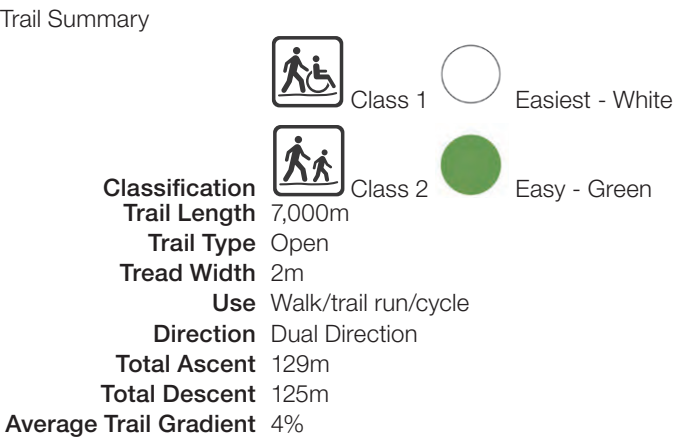 Trail Summary
Class 1 Easiest - White
Classification Class 2 Easy - Green
Trail Length 7,000m
Trail Type Open
Tread Width 2m
Use Walk/trail run/cycle
Direction Dual Direction
Total Ascent 129m
Total Descent 125m
Average Trail Gradient 4%